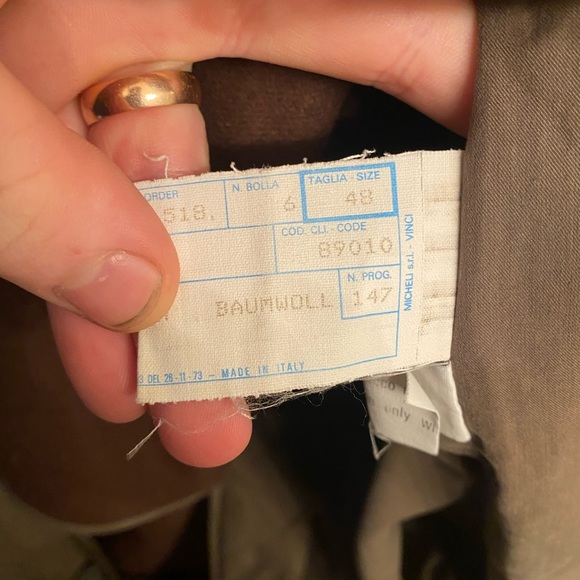 ORDER
518.
N. BOLLA
6
TAGLIA - SIZE
48
COD. CLI. - CODE
89010
BAUMWOLL
N. PROG.
147
3 DEL 26-11-73 - MADE IN ITALY
MICHELI s.r.l. - VINCI
only